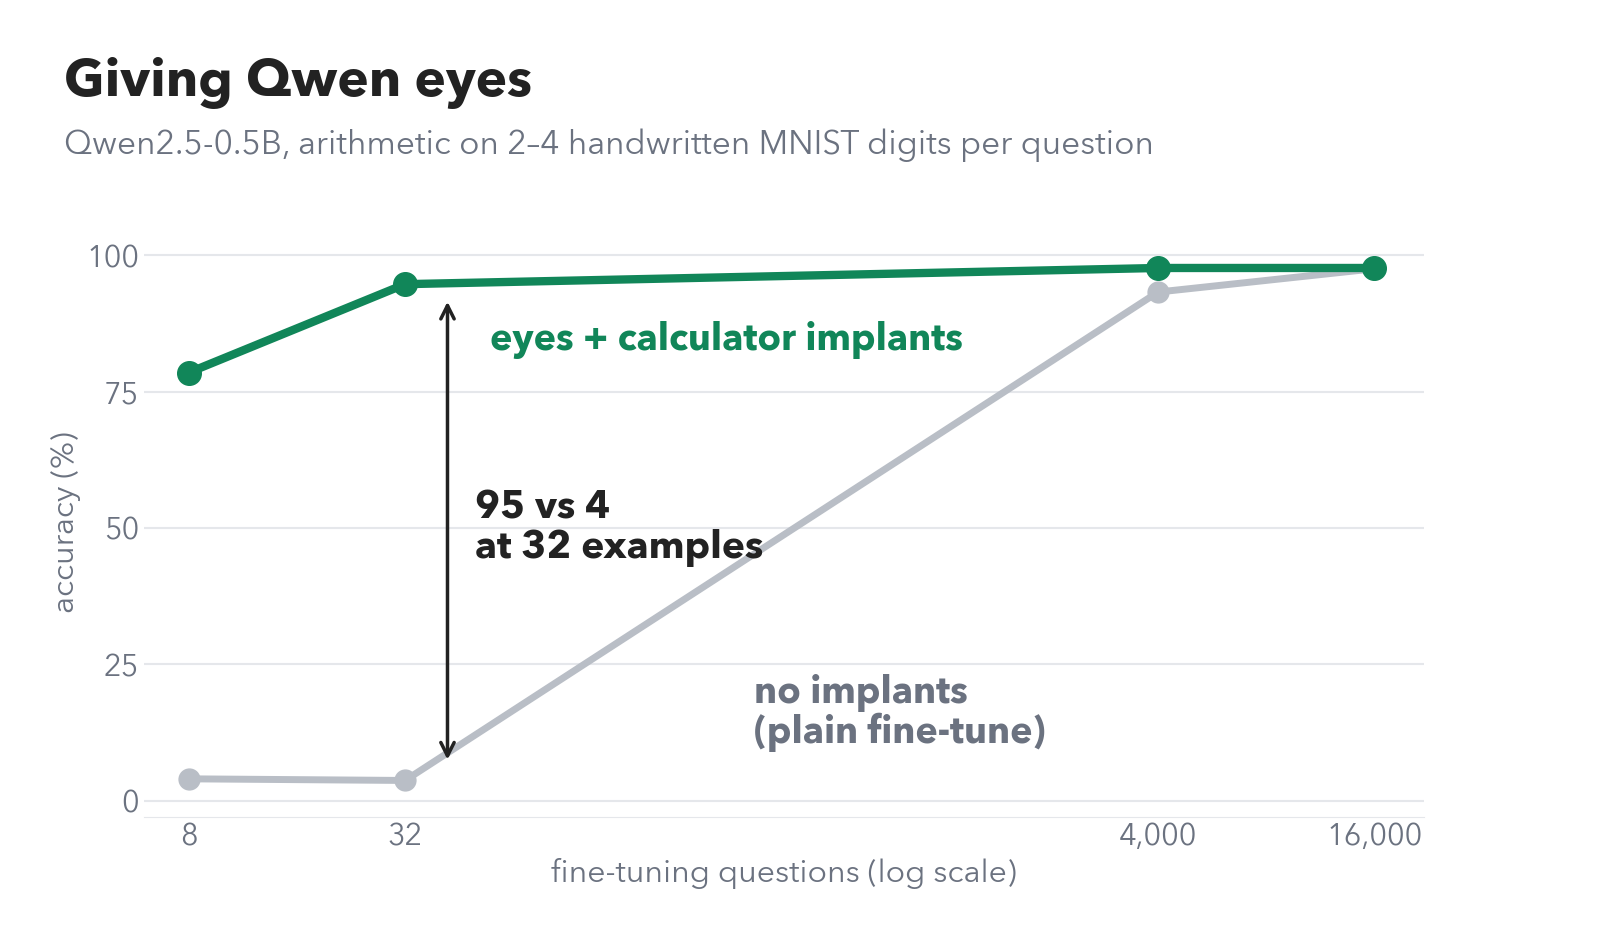 Giving Qwen eyes
Qwen2.5-0.5B, arithmetic on 2–4 handwritten MNIST digits per question
100
75
50
25
0
accuracy (%)
eyes + calculator implants
95 vs 4
at 32 examples
no implants
(plain fine-tune)
8
32
4,000
16,000
fine-tuning questions (log scale)